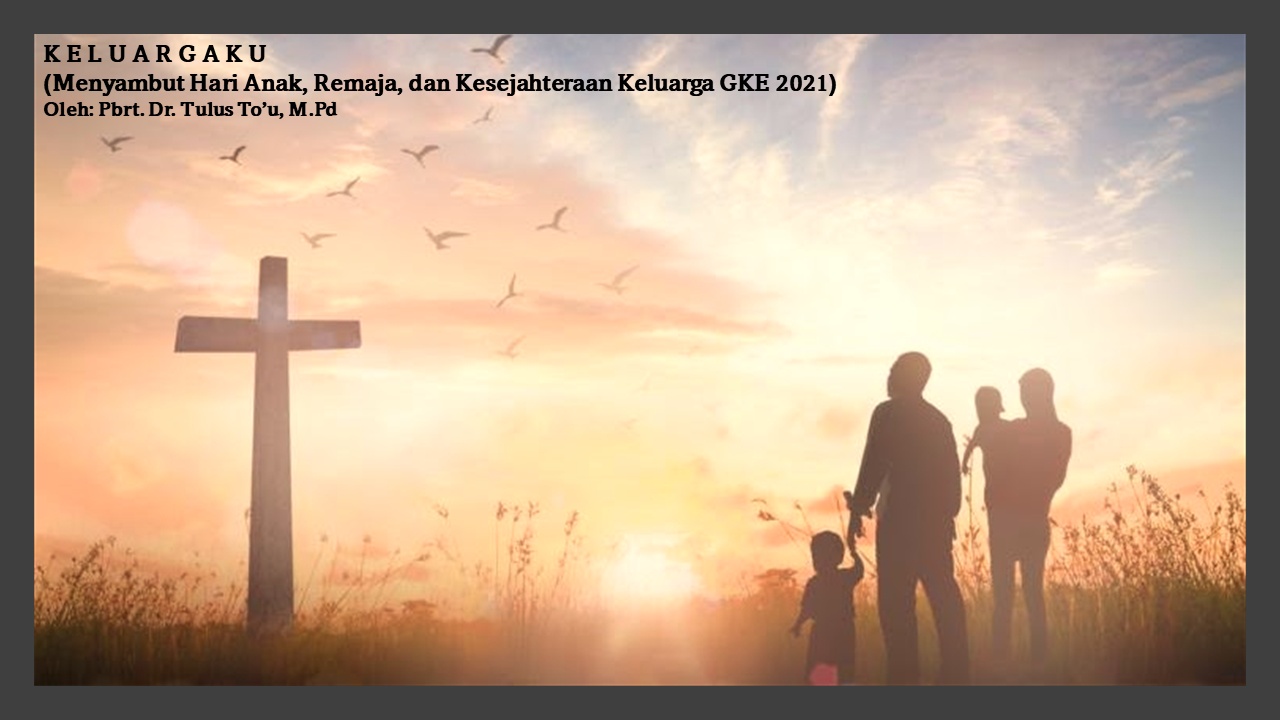 K E L U A R G A K U
(Menyambut Hari Anak, Remaja, dan Kesejahteraan Keluarga GKE 2021)
Oleh: Pbrt. Dr. Tulus To’u, M.Pd